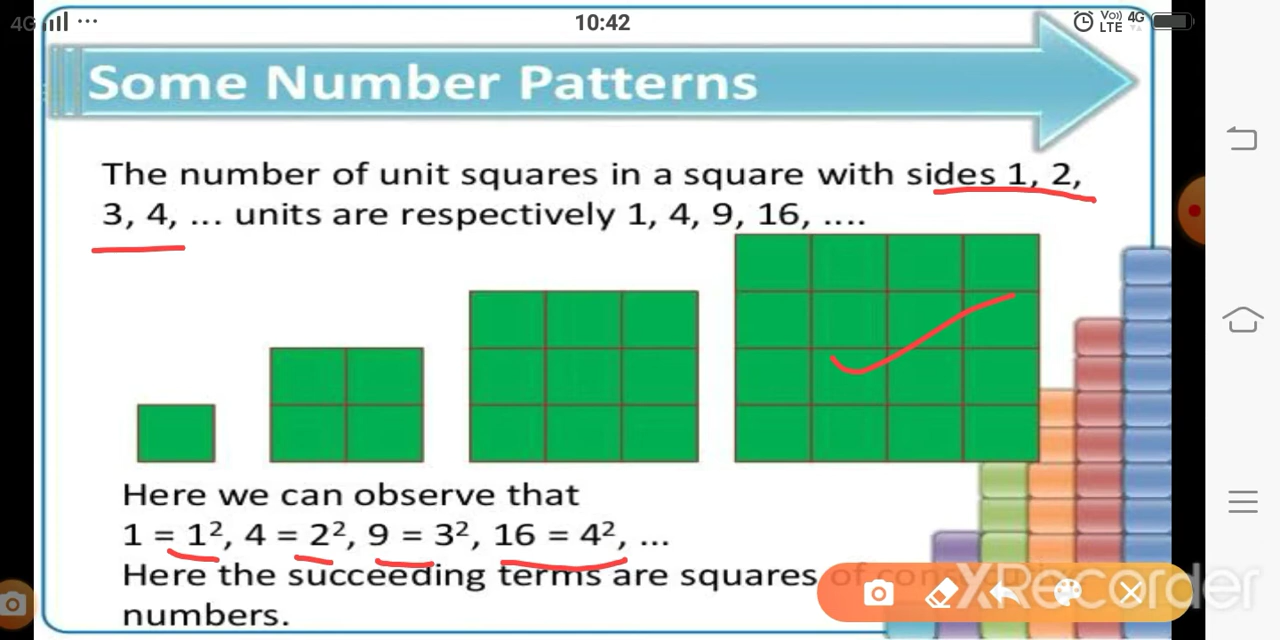 4G
10:42
Vo)) 4G
LTE
Some Number Patterns
The number of unit squares in a square with sides 1, 2,
3, 4, ... units are respectively 1, 4, 9, 16, ....
Here we can observe that
1 = 1², 4 = 2², 9 = 3², 16 = 4², ...
Here the succeeding terms are squares of
numbers.
XRecorder